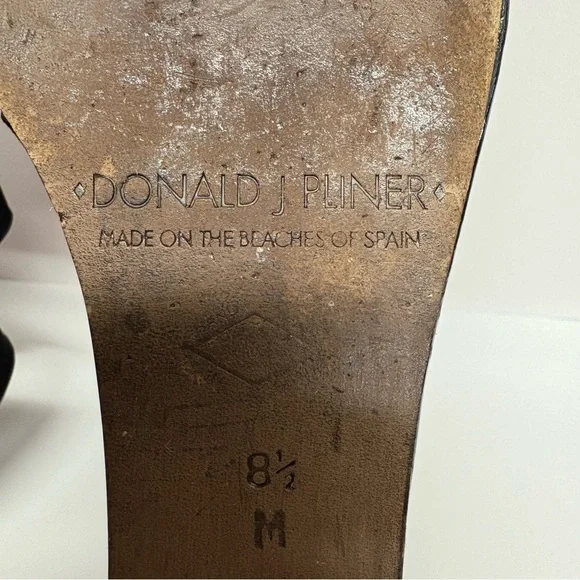 ◊DONALD J PLINER◊
MADE ON THE BEACHES OF SPAIN
8½
M